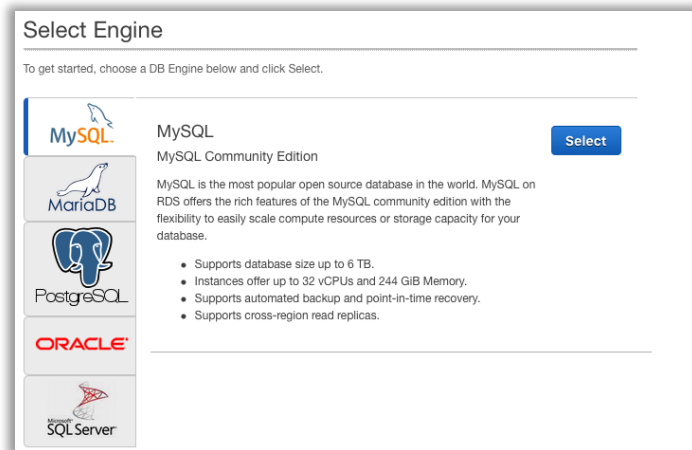 Select Engine
To get started, choose a DB Engine below and click Select.
MySQL.
MySQL
Select
MySQL Community Edition
MariaDB
MySQL is the most popular open source database in the world. MySQL on
RDS offers the rich features of the MySQL community edition with the
flexibility to easily scale compute resources or storage capacity for your
database.
PostgreSQL
Supports database size up to 6 TB.
Instances offer up to 32 vCPUs and 244 GiB Memory.
Supports automated backup and point-in-time recovery.
Supports cross-region read replicas.
ORACLE
Microsoft
SQL Server